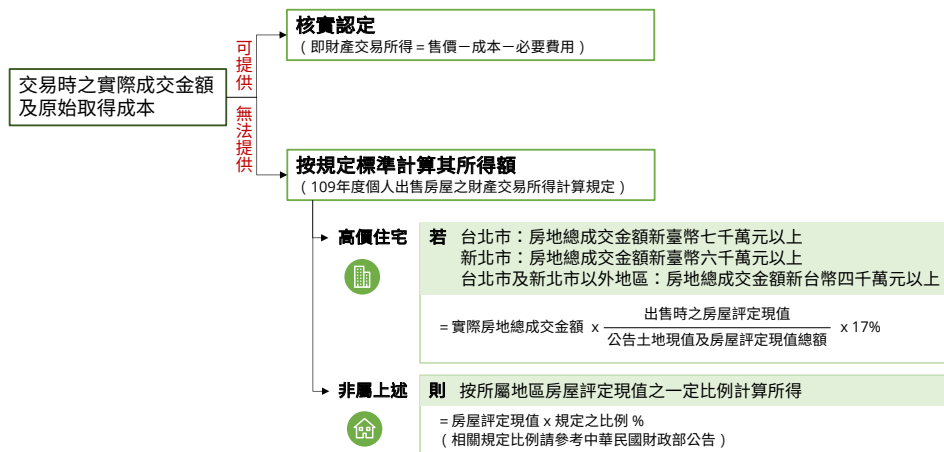 核實認定
（即財產交易所得＝售價－成本－必要費用）
可提供
交易時之實際成交金額
及原始取得成本
無法提供
按規定標準計算其所得額
（109年度個人出售房屋之財產交易所得計算規定）
高價住宅
若 台北市：房地總成交金額新臺幣七千萬元以上
新北市：房地總成交金額新臺幣六千萬元以上
台北市及新北市以外地區：房地總成交金額新台幣四千萬元以上
出售時之房屋評定現值
＝實際房地總成交金額 x x 17%
公告土地現值及房屋評定現值總額
非屬上述
則 按所屬地區房屋評定現值之一定比例計算所得
＝房屋評定現值 x 規定之比例 %
（相關規定比例請參考中華民國財政部公告）